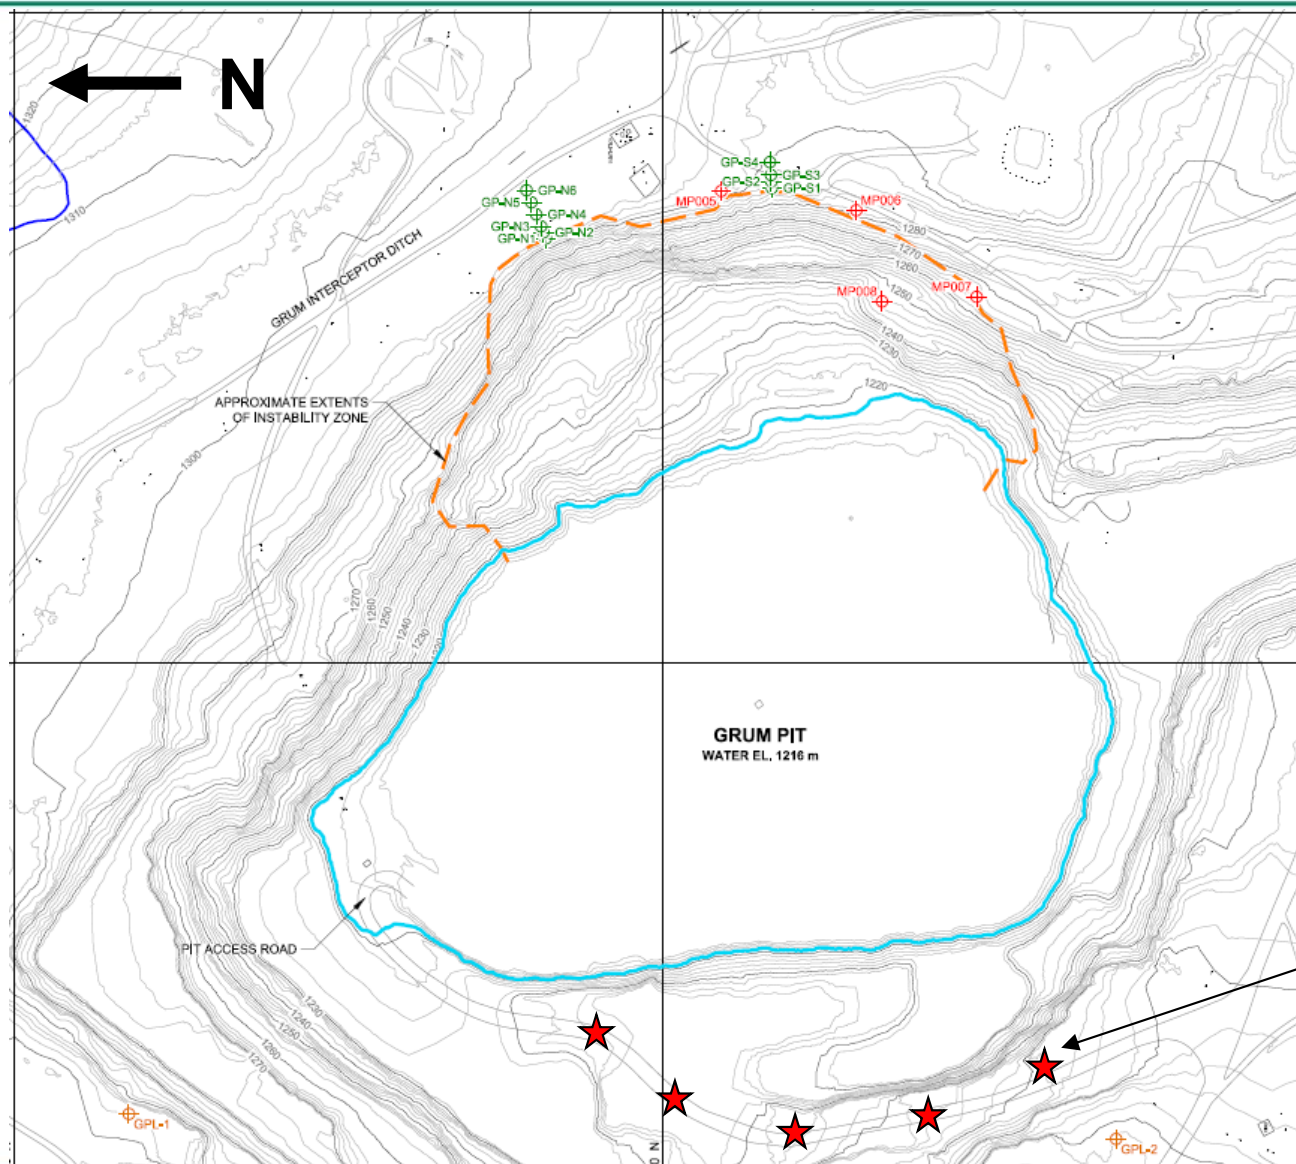 N
1320
1310
GP-S4
GP-S3
GP-S2
GP-S1
MP005
MP006
GP-N6
GP-N5
GP-N4
GP-N3
GP-N2
GP-N1
1280
1270
1260
1250
MP007
MP008
1240
1230
1220
GRUM INTERCEPTOR DITCH
APPROXIMATE EXTENTS
OF INSTABILITY ZONE
1300
1270
1260
1250
1240
1230
GRUM PIT
WATER EL. 1216 m
PIT ACCESS ROAD
1230
1240
1250
1260
1270
GPL-1
GPL-2
0 N